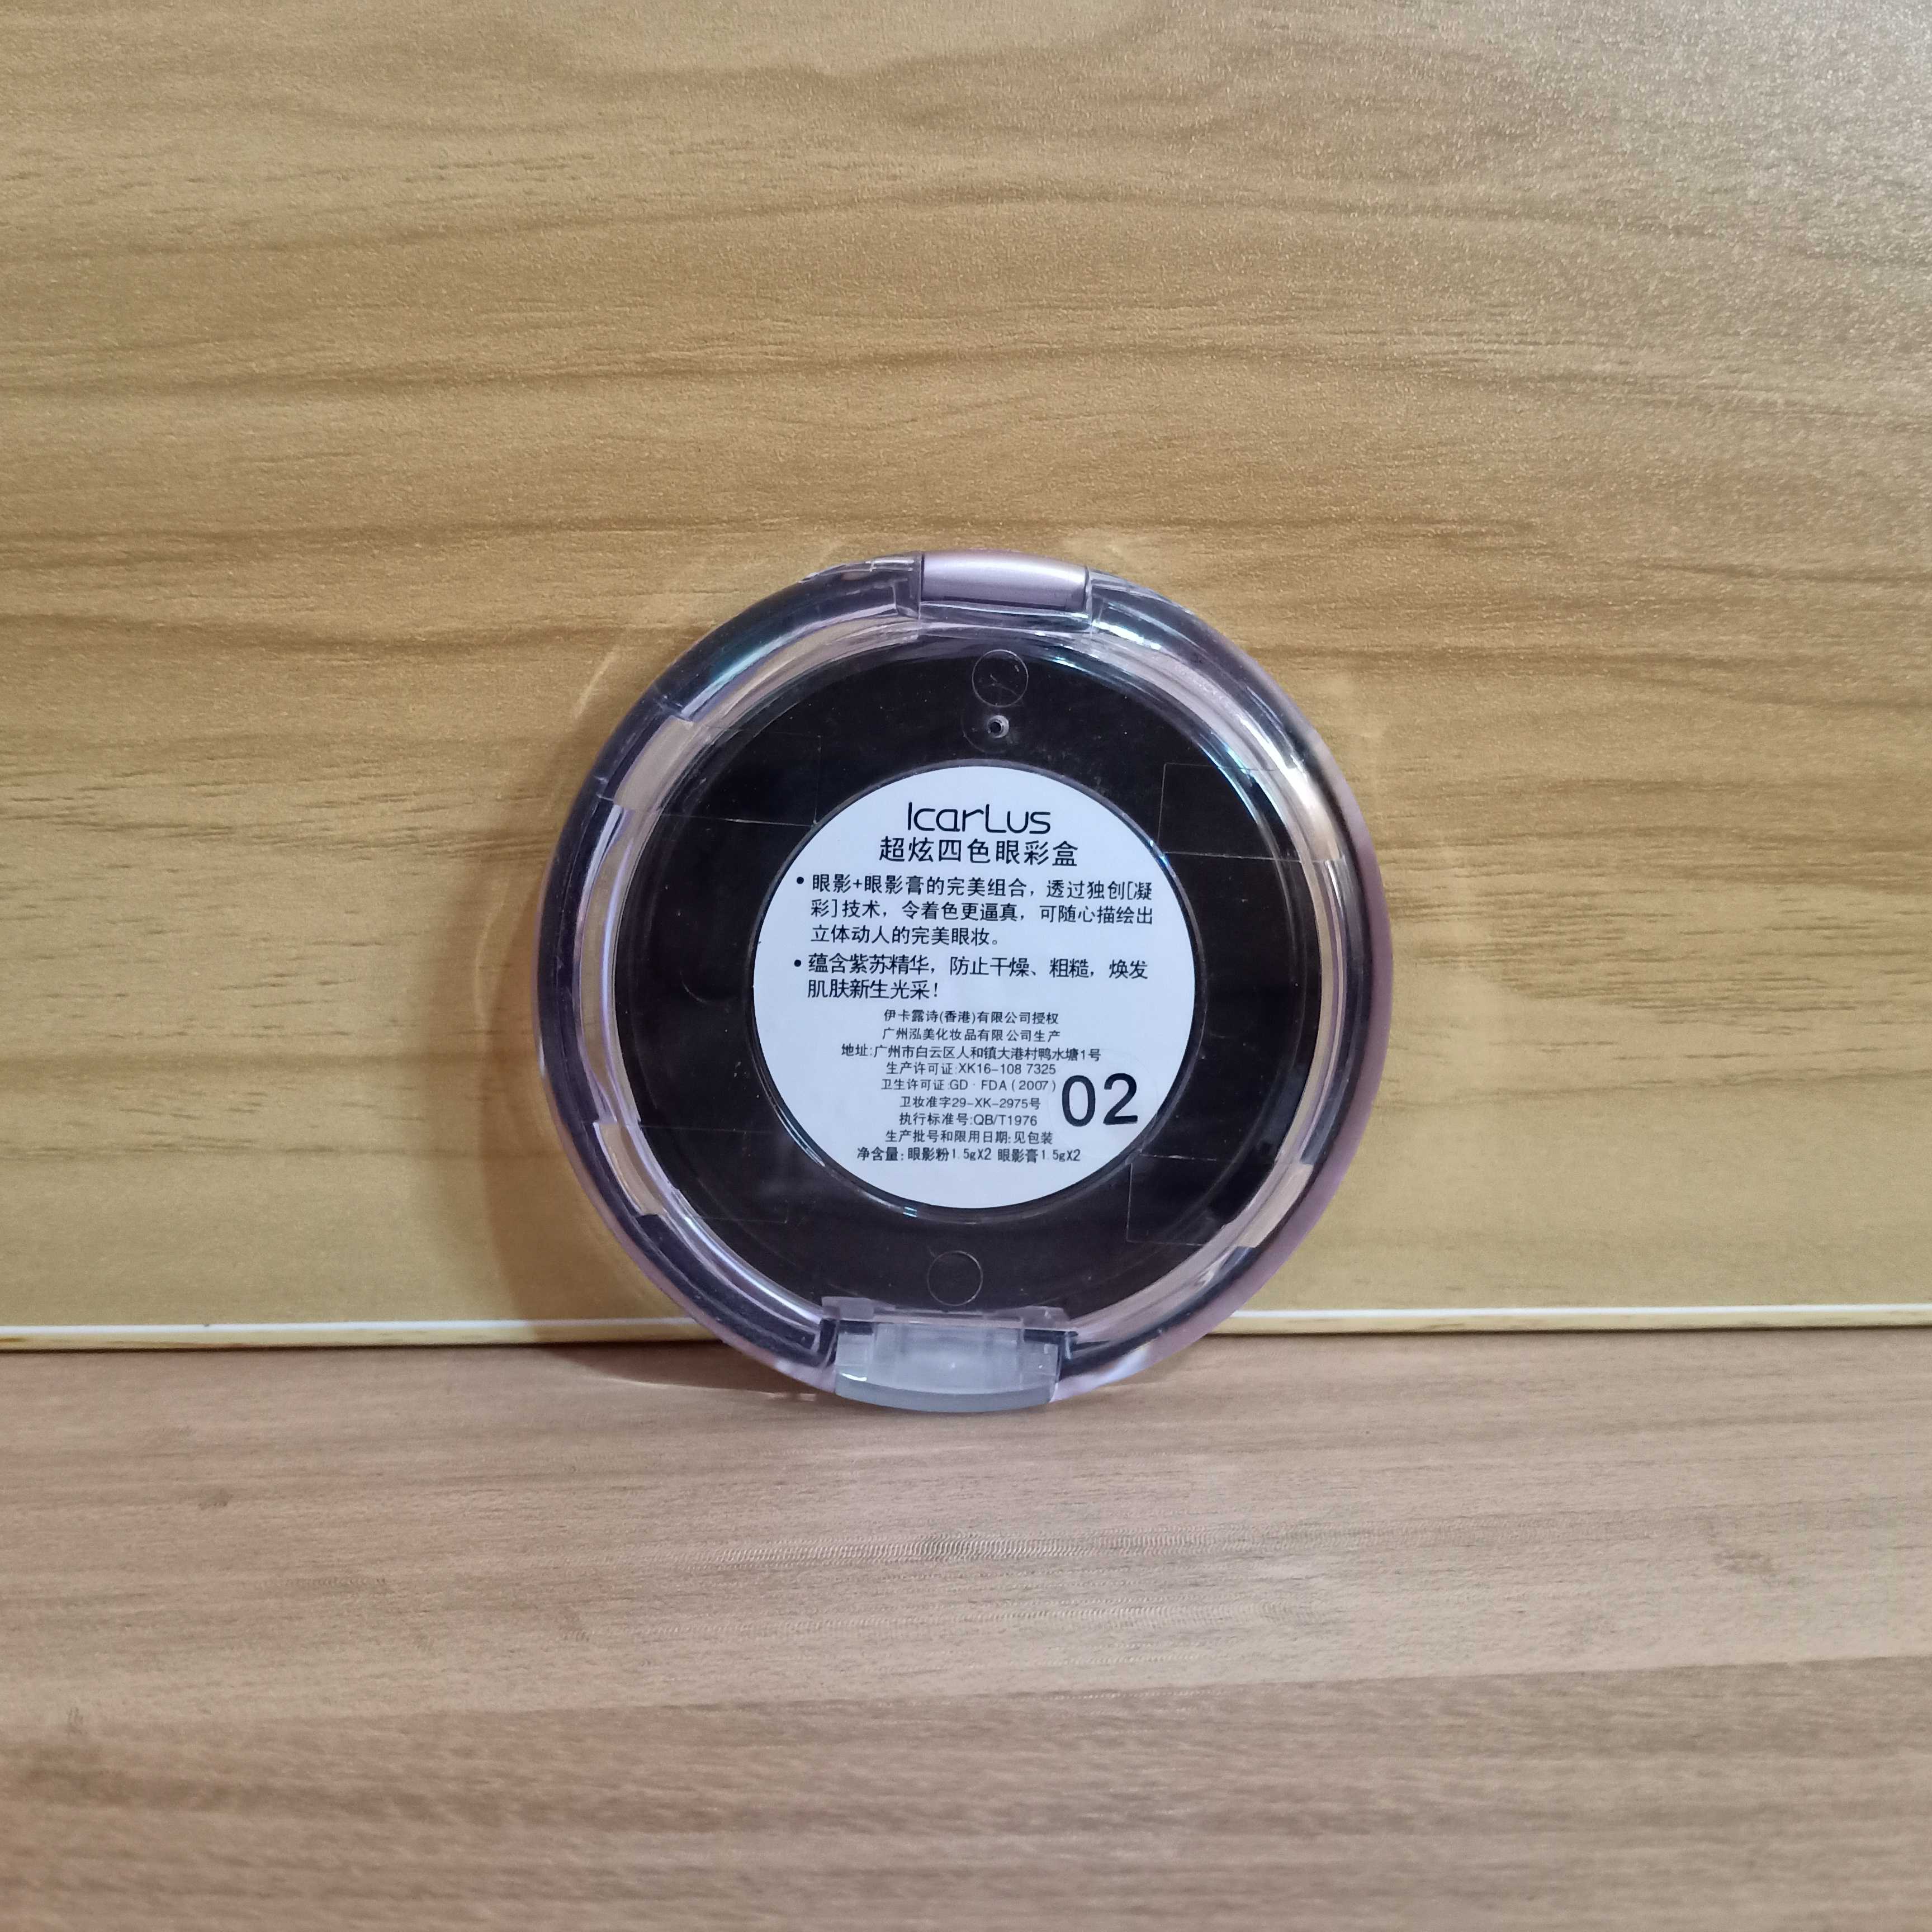 IcarLus
超炫四色眼彩盒
• 眼影+眼影膏的完美组合，透过独创[凝
彩]技术，令着色更逼真，可随心描绘出
立体动人的完美眼妆。
• 蕴含紫苏精华，防止干燥、粗糙，焕发
肌肤新生光采！
伊卡露诗(香港)有限公司授权
广州泓美化妆品有限公司生产
地址:广州市白云区人和镇大港村鸭水塘1号
生产许可证:XK16-108 7325
卫生许可证:GD·FDA(2007)
02
卫妆准字29-XK-2975号
执行标准号:QB/T1976
生产批号和限用日期:见包装
净含量:眼影粉1.5gX2 眼影膏1.5gX2